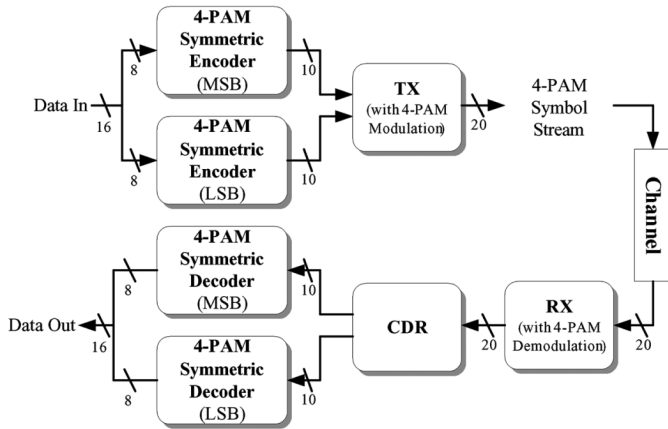 4-PAM
Symmetric
Encoder
(MSB)
8
10
Data In
16
4-PAM
Symmetric
Encoder
(LSB)
8
10
TX
(with 4-PAM
Modulation)
20
4-PAM
Symbol
Stream
Channel
4-PAM
Symmetric
Decoder
(MSB)
8
10
Data Out
16
4-PAM
Symmetric
Decoder
(LSB)
8
10
CDR
20
RX
(with 4-PAM
Demodulation)
20